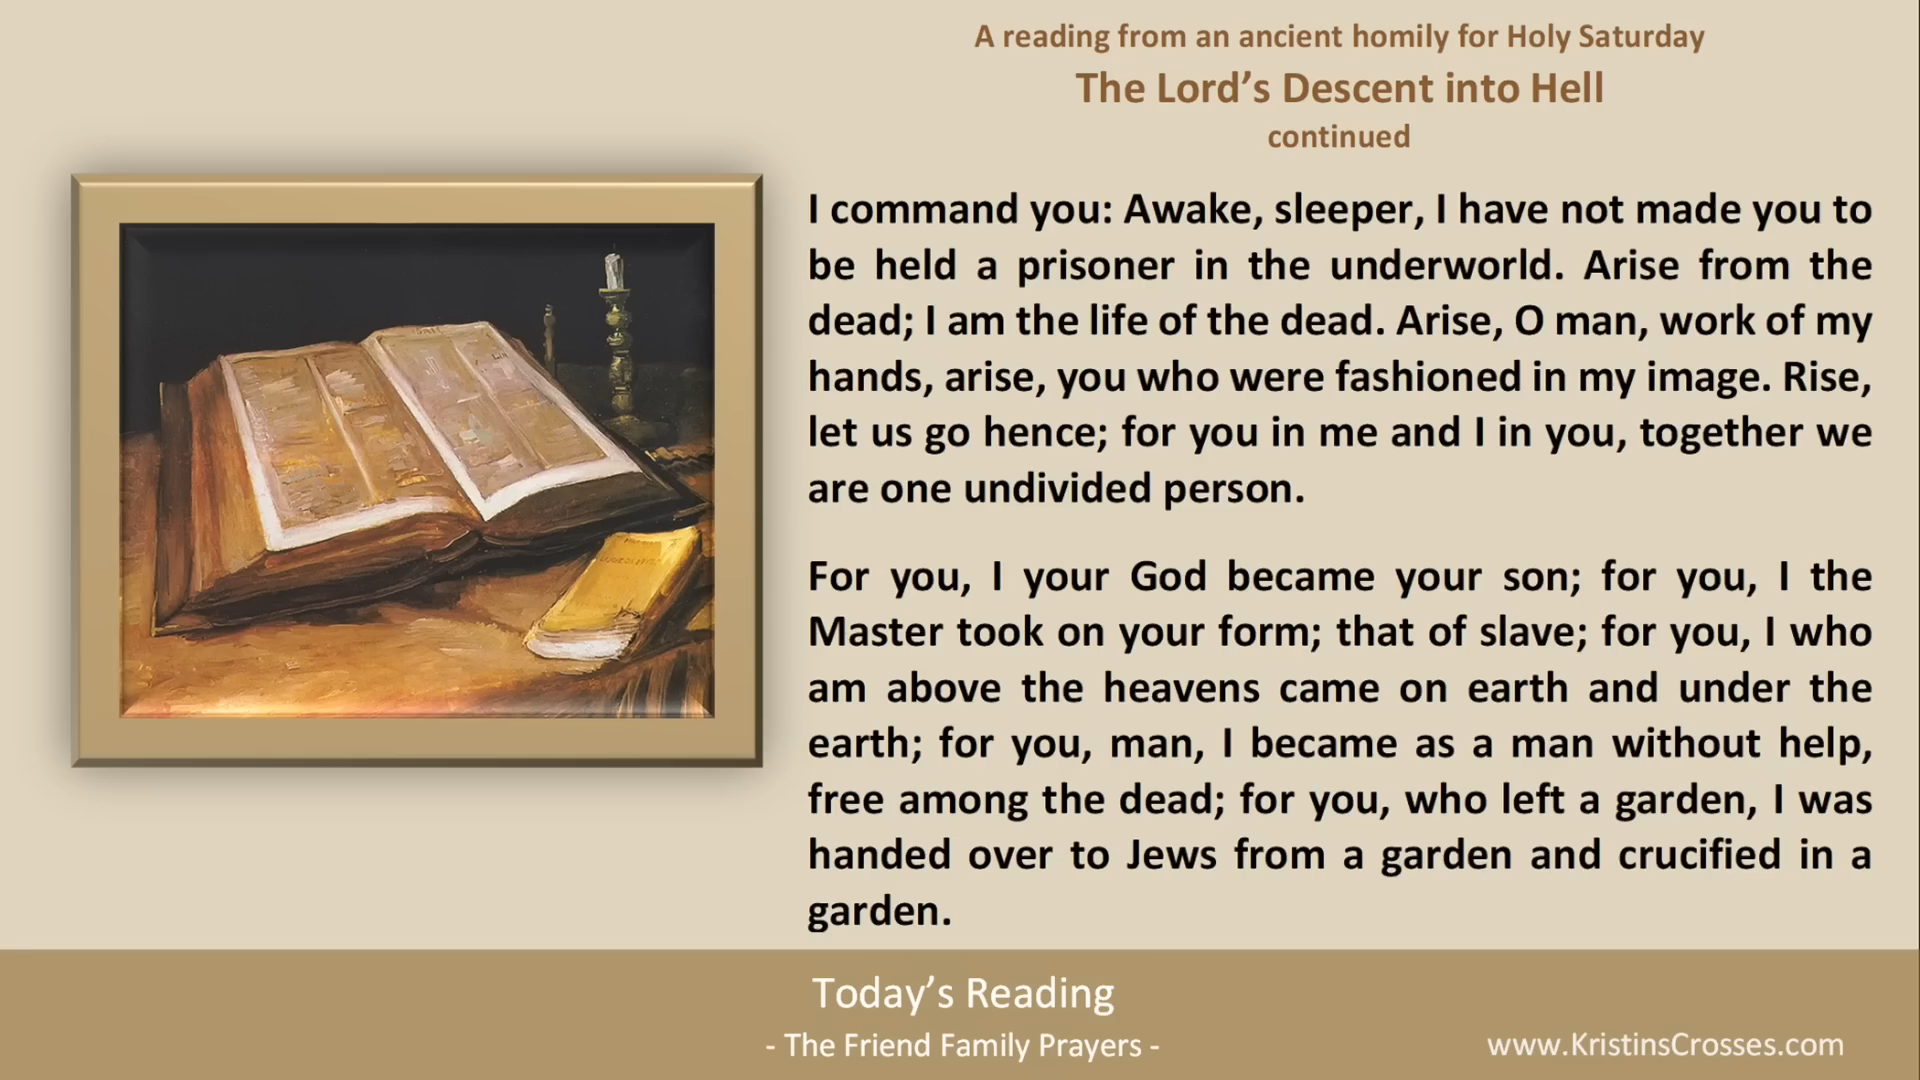 A reading from an ancient homily for Holy Saturday
The Lord’s Descent into Hell
continued
I command you: Awake, sleeper, I have not made you to
be held a prisoner in the underworld. Arise from the
dead; I am the life of the dead. Arise, O man, work of my
hands, arise, you who were fashioned in my image. Rise,
let us go hence; for you in me and I in you, together we
are one undivided person.
For you, I your God became your son; for you, I the
Master took on your form; that of slave; for you, I who
am above the heavens came on earth and under the
earth; for you, man, I became as a man without help,
free among the dead; for you, who left a garden, I was
handed over to Jews from a garden and crucified in a
garden.
Today’s Reading
- The Friend Family Prayers -
www.KristinsCrosses.com